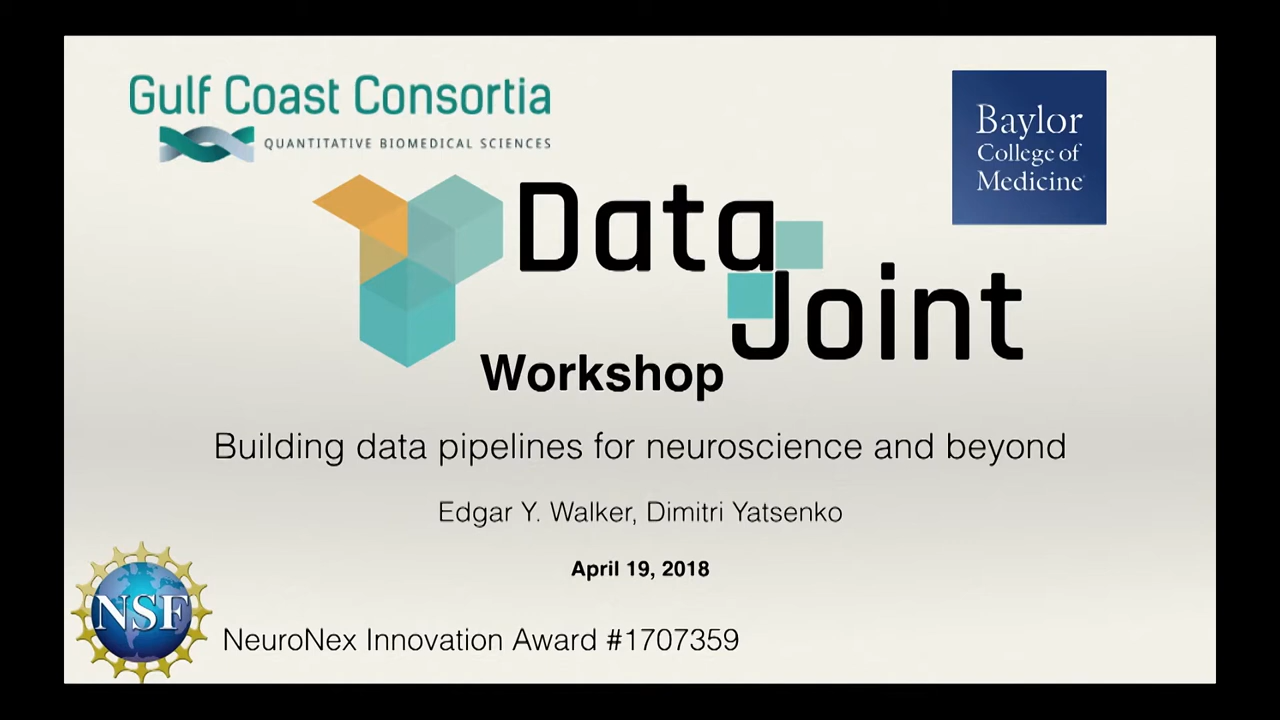 Gulf Coast Consortia
QUANTITATIVE BIOMEDICAL SCIENCES
Baylor
College of
Medicine
Data
Joint
Workshop
Building data pipelines for neuroscience and beyond
Edgar Y. Walker, Dimitri Yatsenko
April 19, 2018
NSF
NeuroNex Innovation Award #1707359